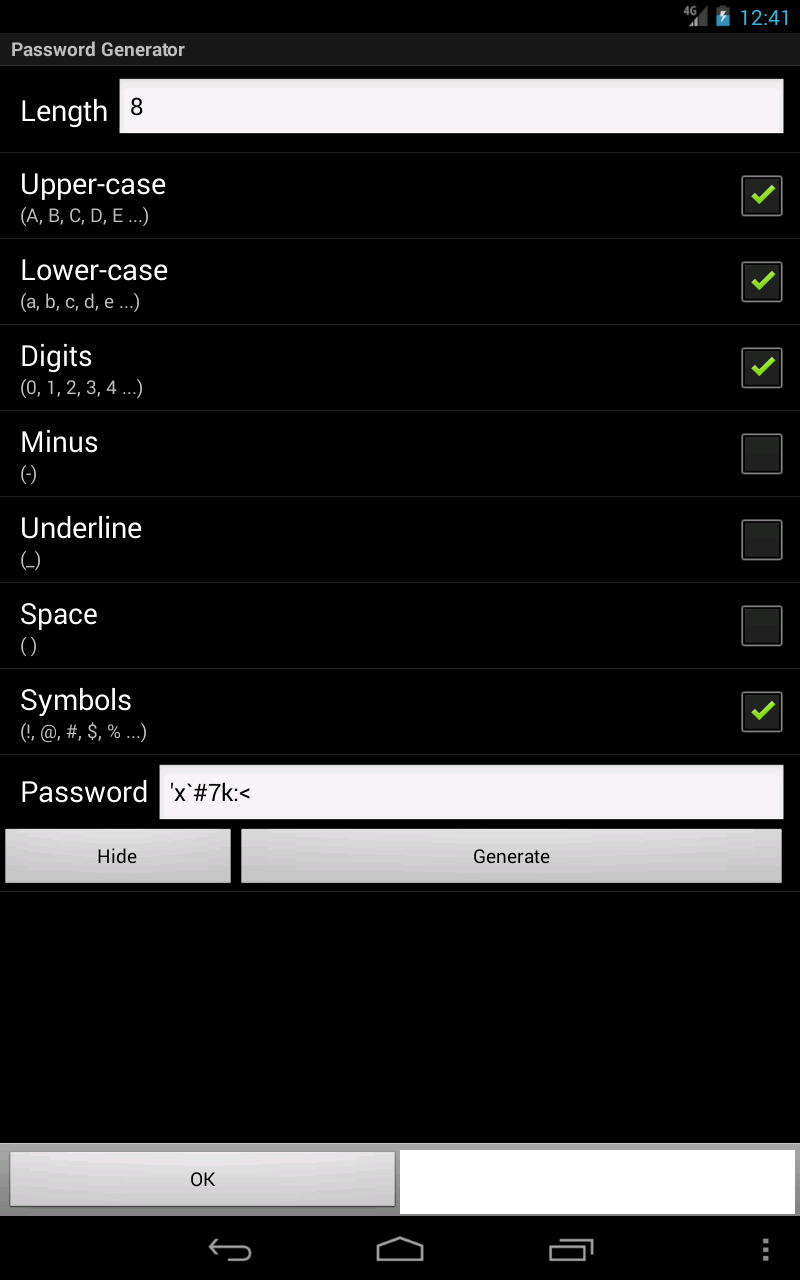 4G 12:41
Password Generator
Length 8
Upper-case
(A, B, C, D, E ...)
Lower-case
(a, b, c, d, e ...)
Digits
(0, 1, 2, 3, 4 ...)
Minus
(-)
Underline
(_)
Space
( )
Symbols
(!, @, #, $, % ...)
Password 'x`#7k:<
Hide Generate
OK